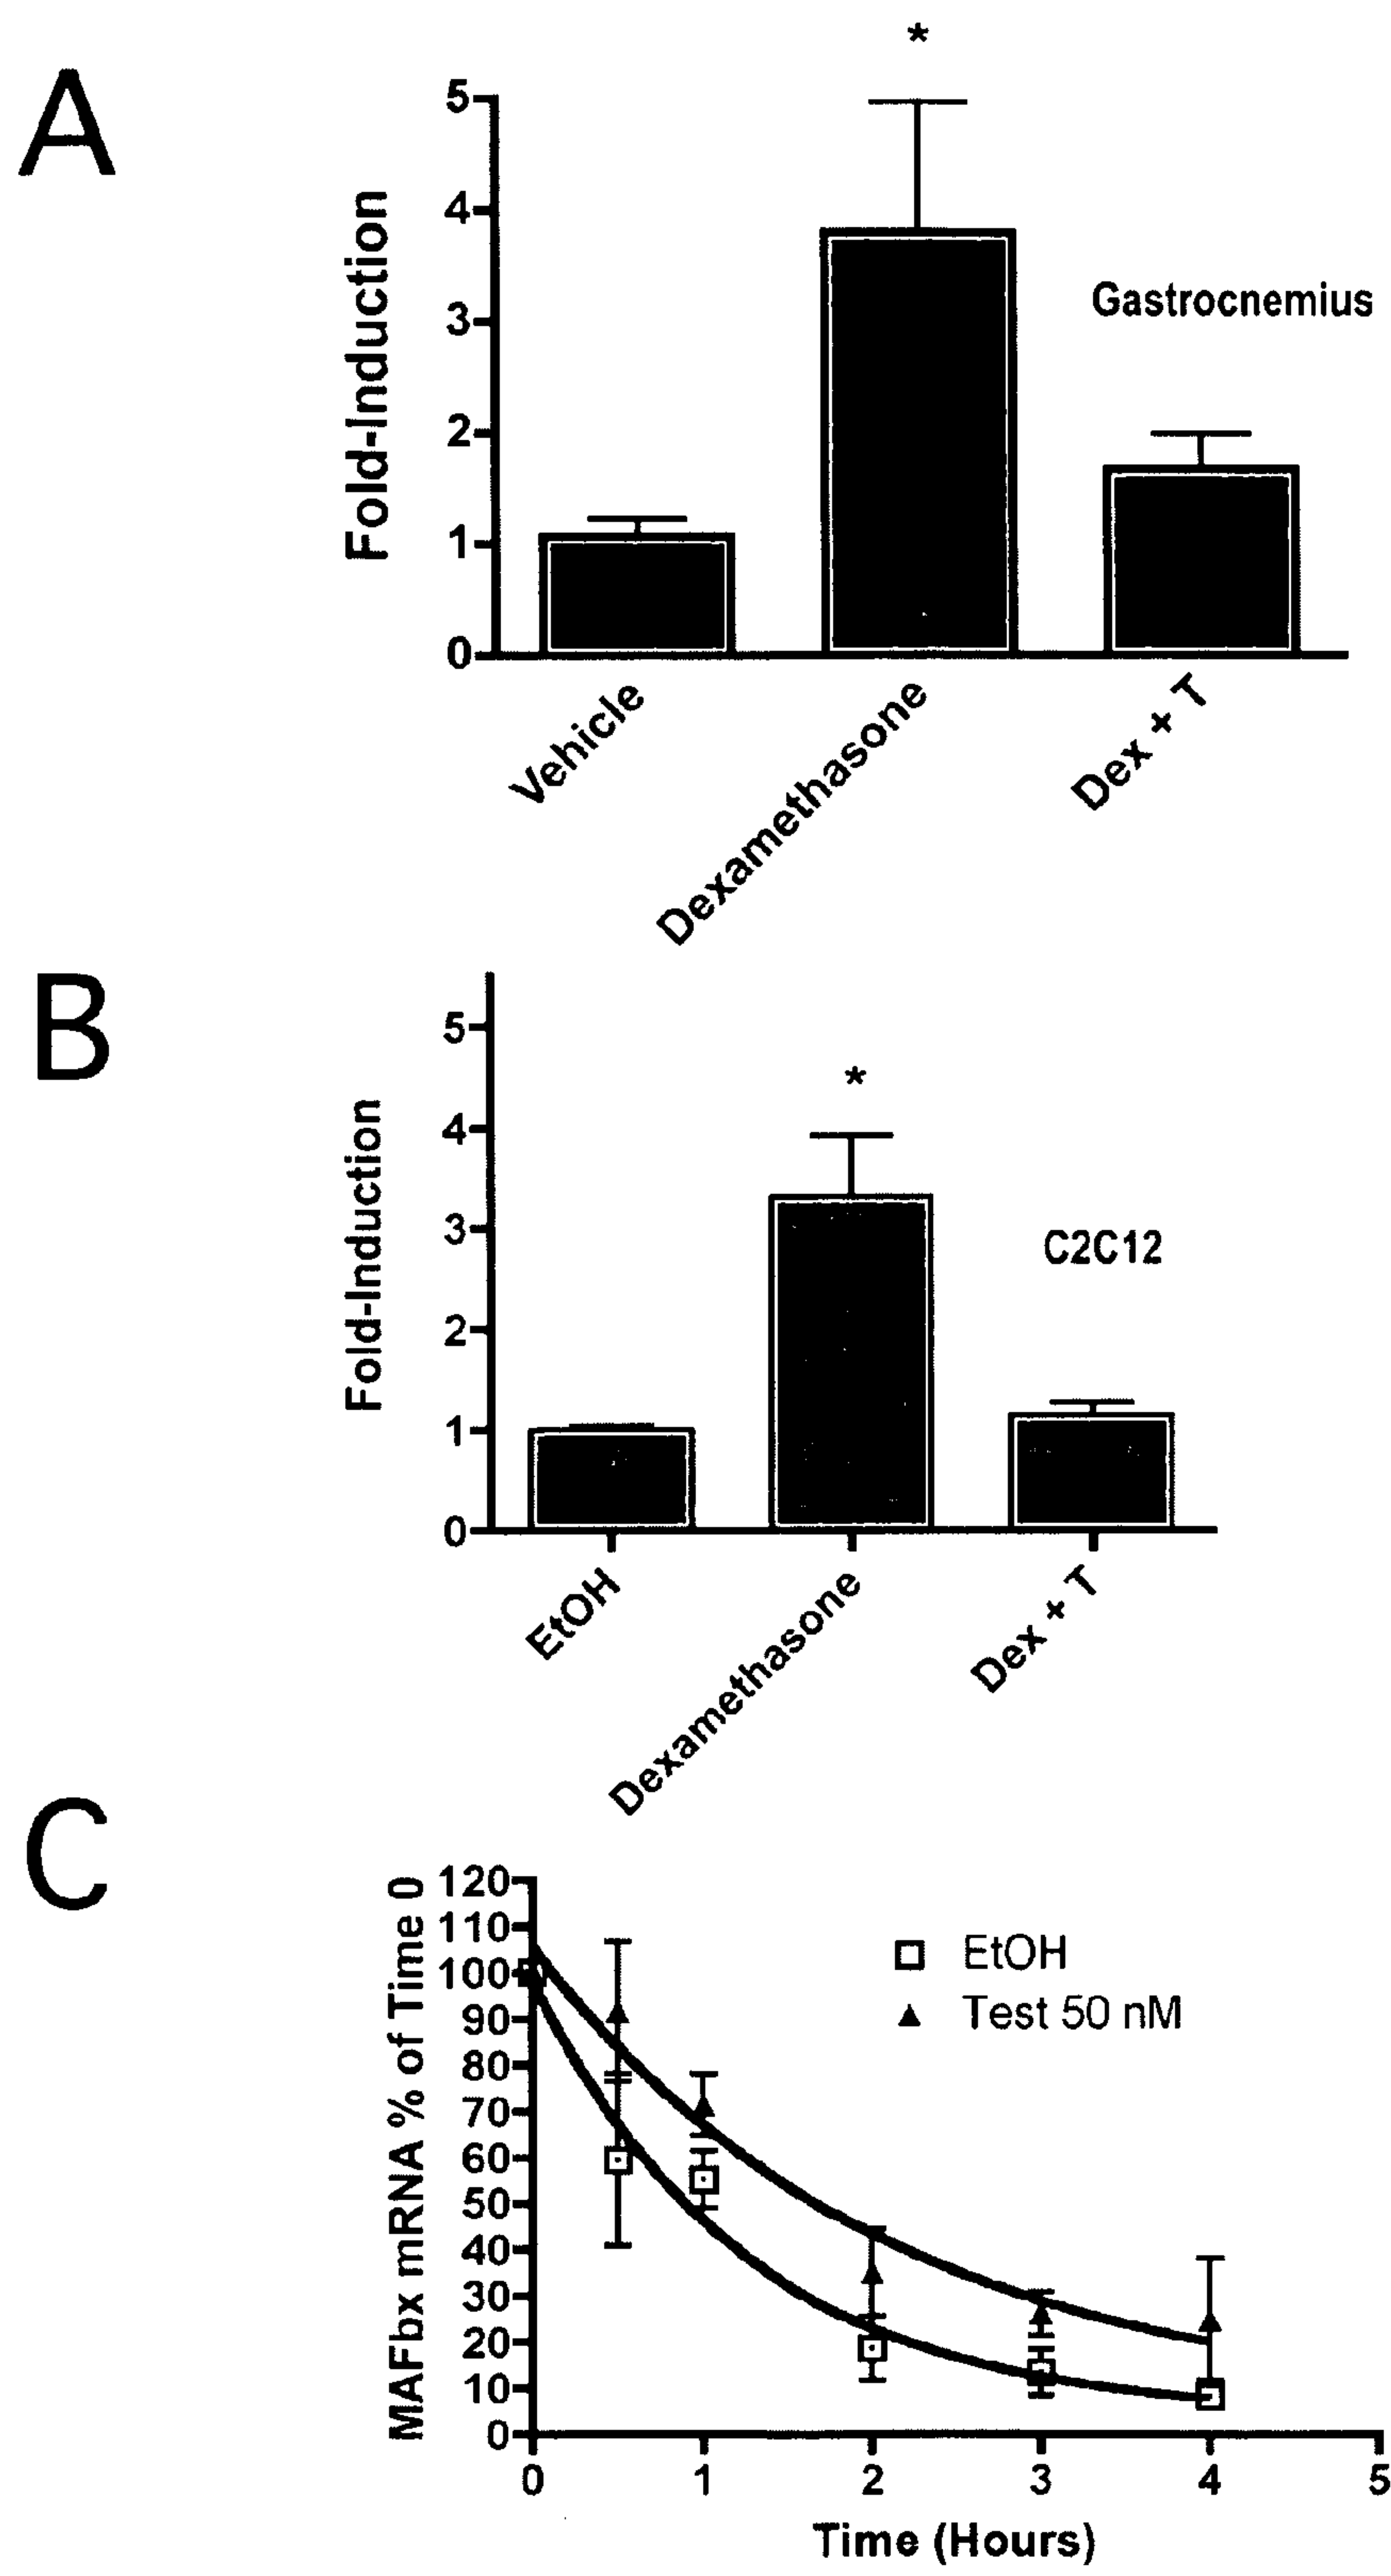 A
*
5
4
3
2
1
0
Fold-Induction
Gastrocnemius
Vehicle
Dexamethasone
Dex + T
B
*
5
4
3
2
1
0
Fold-Induction
C2C12
EtOH
Dexamethasone
Dex + T
C
MAFbx mRNA % of Time 0
120
110
100
90
80
70
60
50
40
30
20
10
0
EtOH
Test 50 nM
0 1 2 3 4 5
Time (Hours)